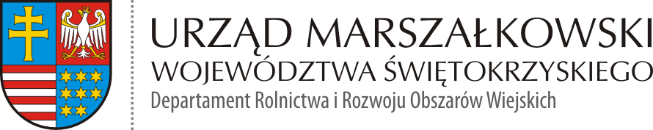 URZĄD MARSZAŁKOWSKI
WOJEWÓDZTWA ŚWIĘTOKRZYSKIEGO
Departament Rolnictwa i Rozwoju Obszarów Wiejskich